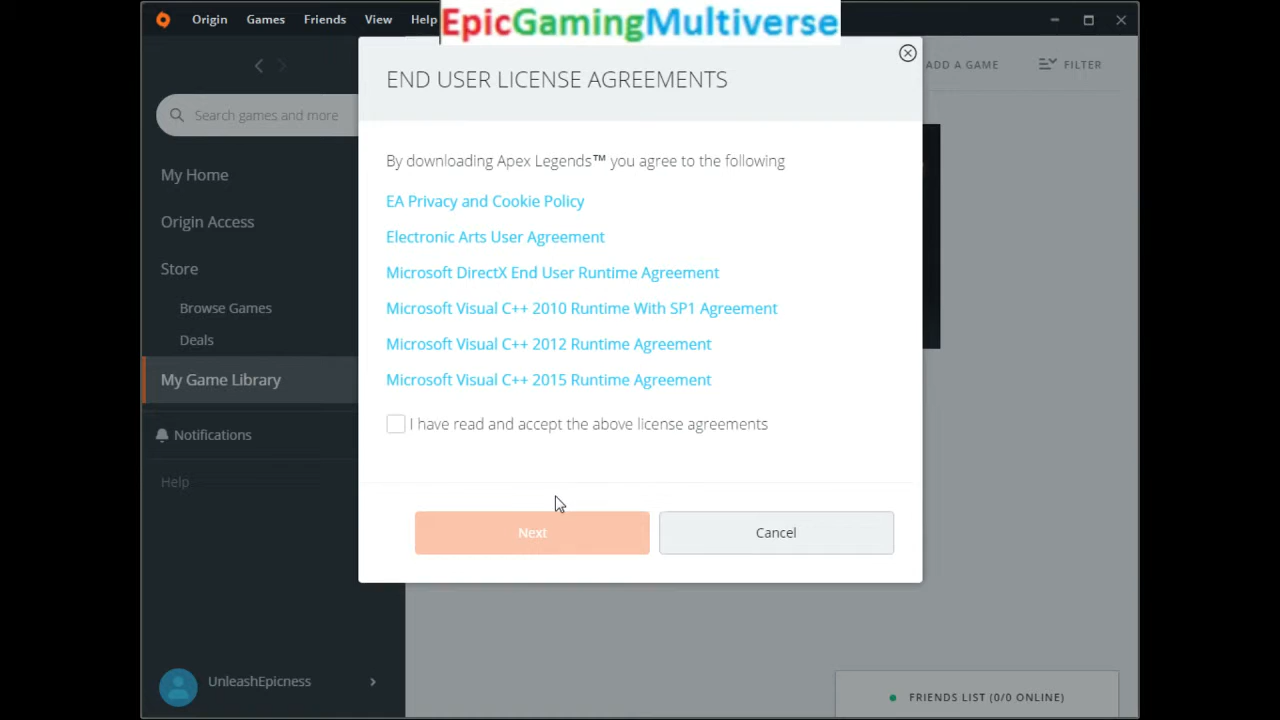 Origin Games Friends View Help
EpicGamingMultiverse
ADD A GAME FILTER
END USER LICENSE AGREEMENTS
Search games and more
By downloading Apex Legends™ you agree to the following
My Home
EA Privacy and Cookie Policy
Origin Access
Electronic Arts User Agreement
Store
Microsoft DirectX End User Runtime Agreement
Browse Games
Microsoft Visual C++ 2010 Runtime With SP1 Agreement
Deals
Microsoft Visual C++ 2012 Runtime Agreement
My Game Library
Microsoft Visual C++ 2015 Runtime Agreement
I have read and accept the above license agreements
Notifications
Help
Next Cancel
UnleashEpicness
FRIENDS LIST (0/0 ONLINE)